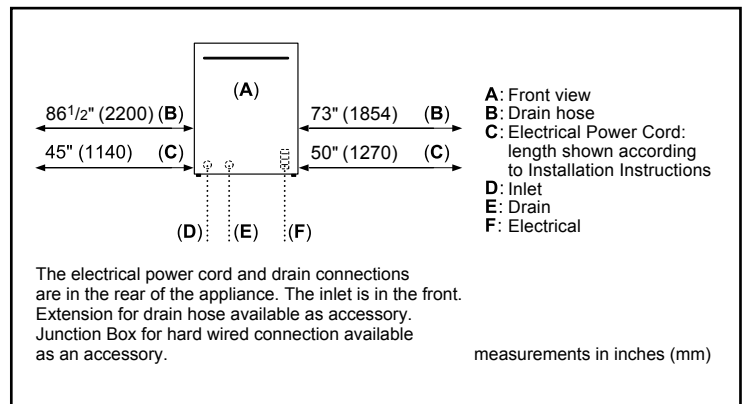 (A)
86 1/2" (2200) (B)
73" (1854) (B)
45" (1140) (C)
50" (1270) (C)
(D)
(E)
(F)
A: Front view
B: Drain hose
C: Electrical Power Cord:
length shown according
to Installation Instructions
D: Inlet
E: Drain
F: Electrical
The electrical power cord and drain connections
are in the rear of the appliance. The inlet is in the front.
Extension for drain hose available as accessory.
Junction Box for hard wired connection available
as an accessory.
measurements in inches (mm)